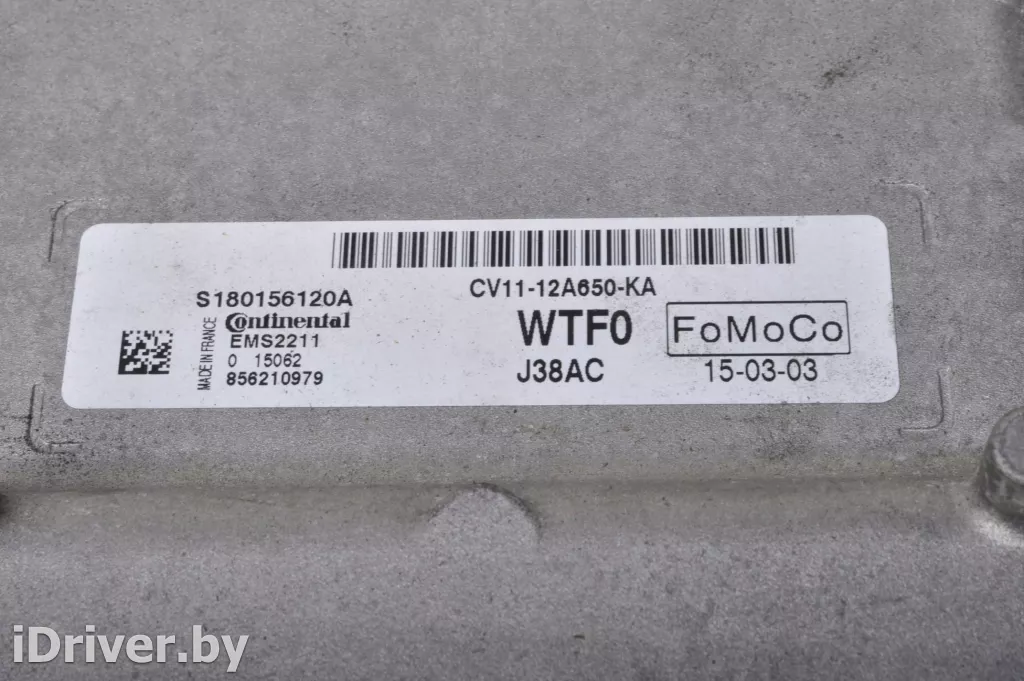 CV11-12A650-KA
S180156120A
Continental
EMS2211
0 15062
856210979
MADE IN FRANCE
WTF0
FoMoCo
J38AC
15-03-03
iDriver.by